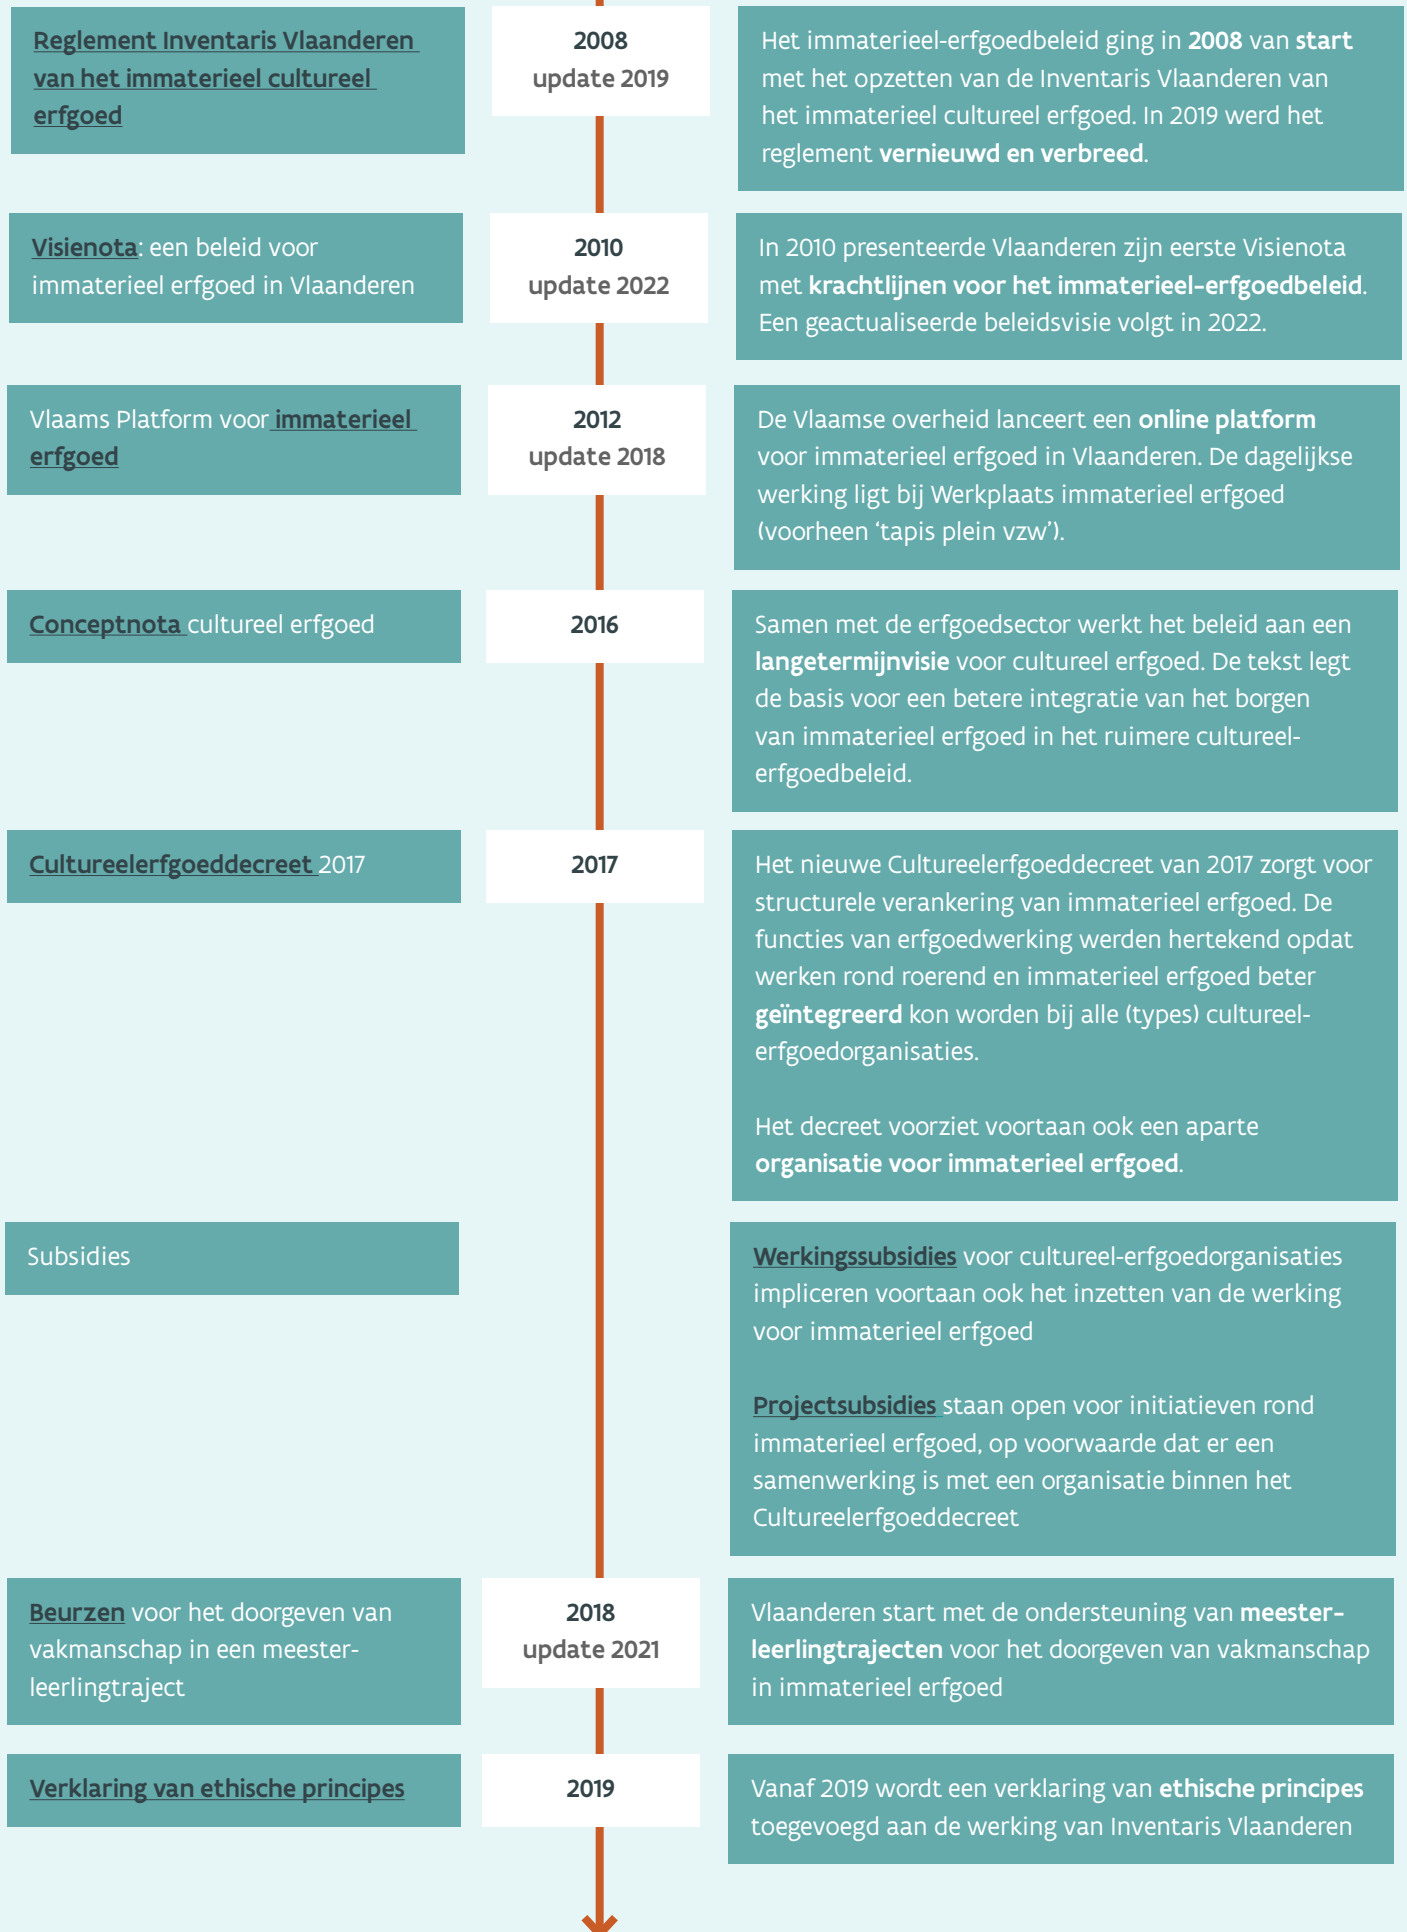 Reglement Inventaris Vlaanderen
van het immaterieel cultureel
erfgoed
2008
update 2019
Het immaterieel-erfgoedbeleid ging in 2008 van start
met het opzetten van de Inventaris Vlaanderen van
het immaterieel cultureel erfgoed. In 2019 werd het
reglement vernieuwd en verbreed.
Visienota: een beleid voor
immaterieel erfgoed in Vlaanderen
2010
update 2022
In 2010 presenteerde Vlaanderen zijn eerste Visienota
met krachtlijnen voor het immaterieel-erfgoedbeleid.
Een geactualiseerde beleidsvisie volgt in 2022.
Vlaams Platform voor immaterieel
erfgoed
2012
update 2018
De Vlaamse overheid lanceert een online platform
voor immaterieel erfgoed in Vlaanderen. De dagelijkse
werking ligt bij Werkplaats immaterieel erfgoed
(voorheen ‘tapis plein vzw’).
Conceptnota cultureel erfgoed
2016
Samen met de erfgoedsector werkt het beleid aan een
langetermijnvisie voor cultureel erfgoed. De tekst legt
de basis voor een betere integratie van het borgen
van immaterieel erfgoed in het ruimere cultureel-
erfgoedbeleid.
Cultureelerfgoeddecreet 2017
2017
Het nieuwe Cultureelerfgoeddecreet van 2017 zorgt voor
structurele verankering van immaterieel erfgoed. De
functies van erfgoedwerking werden hertekend opdat
werken rond roerend en immaterieel erfgoed beter
geïntegreerd kon worden bij alle (types) cultureel-
erfgoedorganisaties.
Het decreet voorziet voortaan ook een aparte
organisatie voor immaterieel erfgoed.
Subsidies
Werkingssubsidies voor cultureel-erfgoedorganisaties
impliceren voortaan ook het inzetten van de werking
voor immaterieel erfgoed
Projectsubsidies staan open voor initiatieven rond
immaterieel erfgoed, op voorwaarde dat er een
samenwerking is met een organisatie binnen het
Cultureelerfgoeddecreet
Beurzen voor het doorgeven van
vakmanschap in een meester-
leerlingtraject
2018
update 2021
Vlaanderen start met de ondersteuning van meester-
leerlingtrajecten voor het doorgeven van vakmanschap
in immaterieel erfgoed
Verklaring van ethische principes
2019
Vanaf 2019 wordt een verklaring van ethische principes
toegevoegd aan de werking van Inventaris Vlaanderen